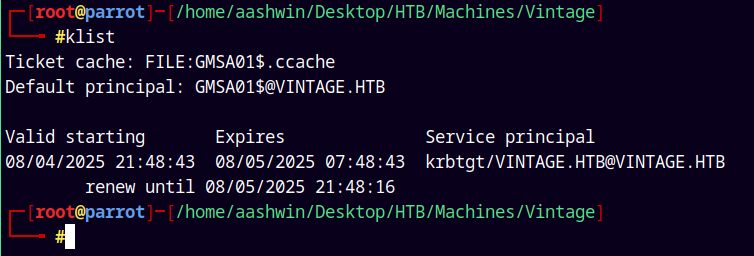 ┌─[root@parrot]─[/home/aashwin/Desktop/HTB/Machines/Vintage]
└──╼ #klist
Ticket cache: FILE:GMSA01$.ccache
Default principal: GMSA01$@VINTAGE.HTB
Valid starting       Expires              Service principal
08/04/2025 21:48:43  08/05/2025 07:48:43  krbtgt/VINTAGE.HTB@VINTAGE.HTB
        renew until 08/05/2025 21:48:16
┌─[root@parrot]─[/home/aashwin/Desktop/HTB/Machines/Vintage]
└──╼ #